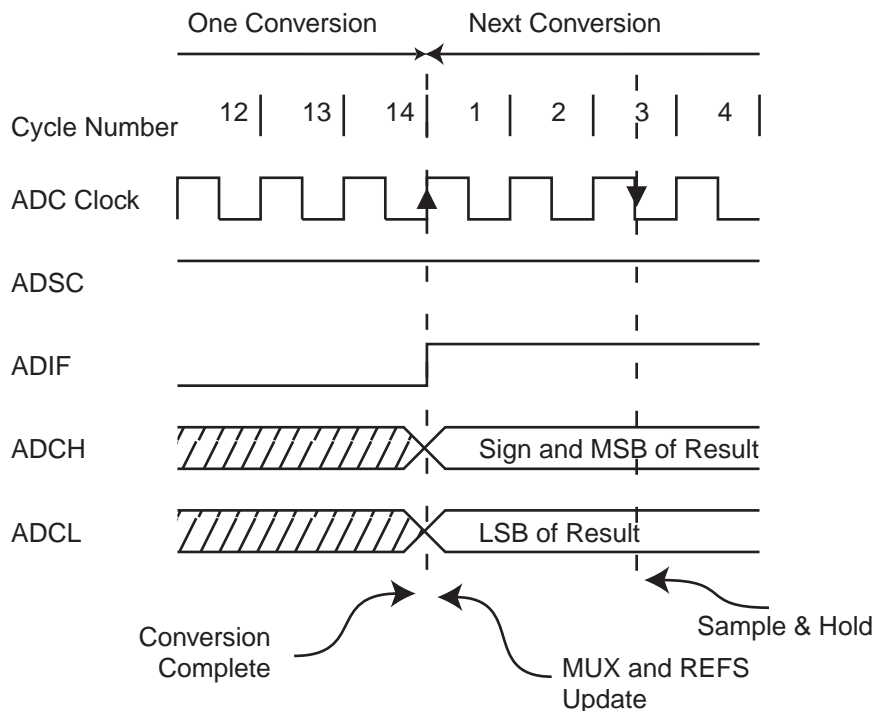 One Conversion Next Conversion
Cycle Number 12 13 14 1 2 3 4
ADC Clock
ADSC
ADIF
ADCH Sign and MSB of Result
ADCL LSB of Result
Sample & Hold
Conversion
Complete
MUX and REFS
Update